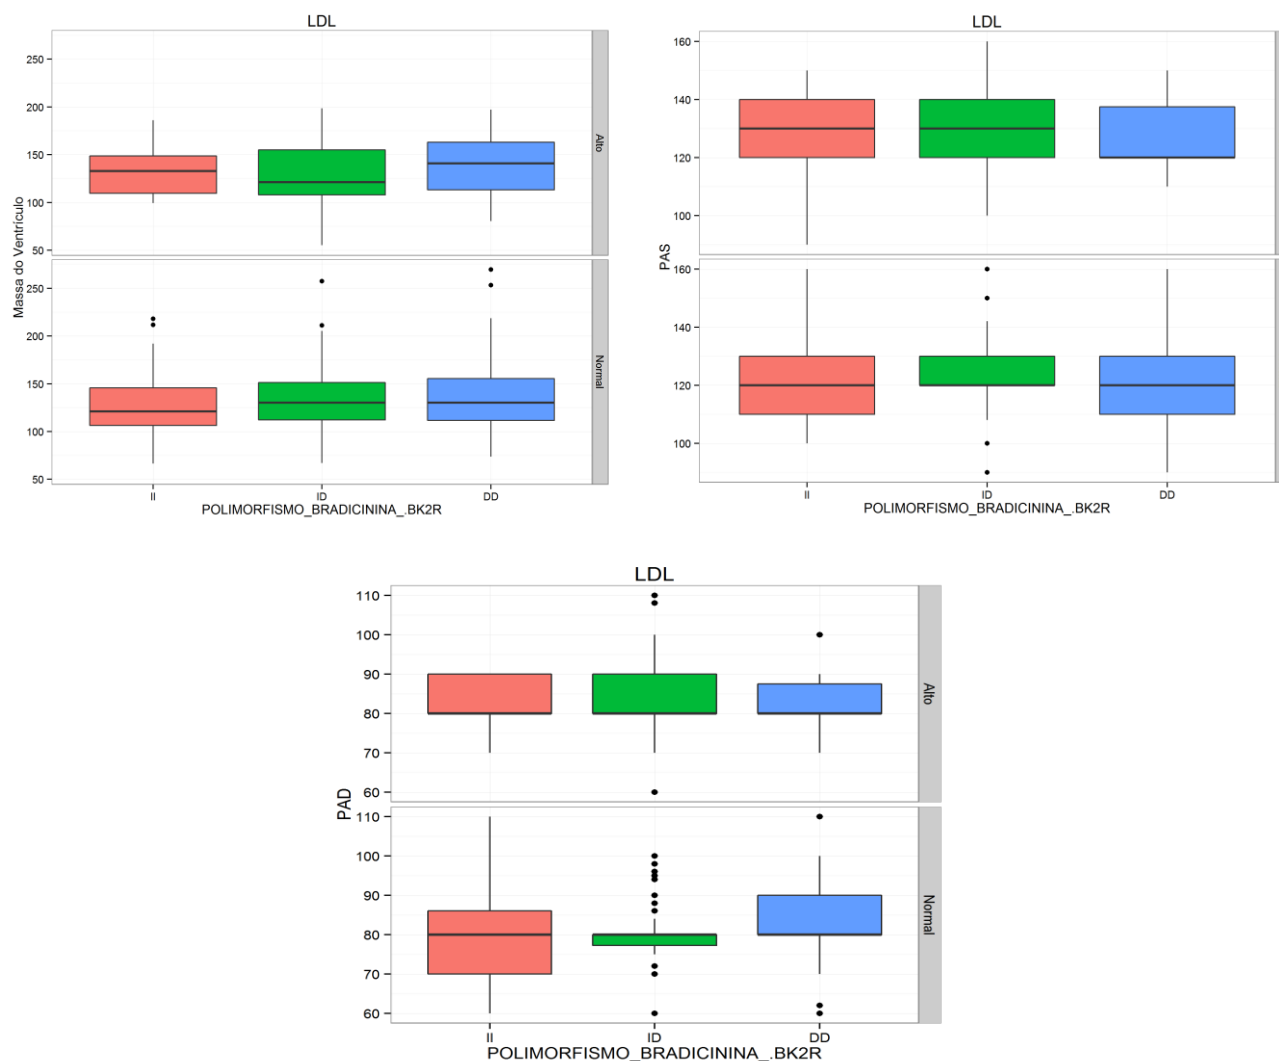 LDL
250
200
150
100
50
Alto
250
200
150
100
50
Normal
Massa do Ventrículo
II ID DD
POLIMORFISMO_BRADICININA_.BK2R
LDL
160
140
120
100
160
140
120
100
PAS
II ID DD
POLIMORFISMO_BRADICININA_.BK2R
LDL
110
100
90
80
70
60
Alto
110
100
90
80
70
60
Normal
PAD
II ID DD
POLIMORFISMO_BRADICININA_.BK2R